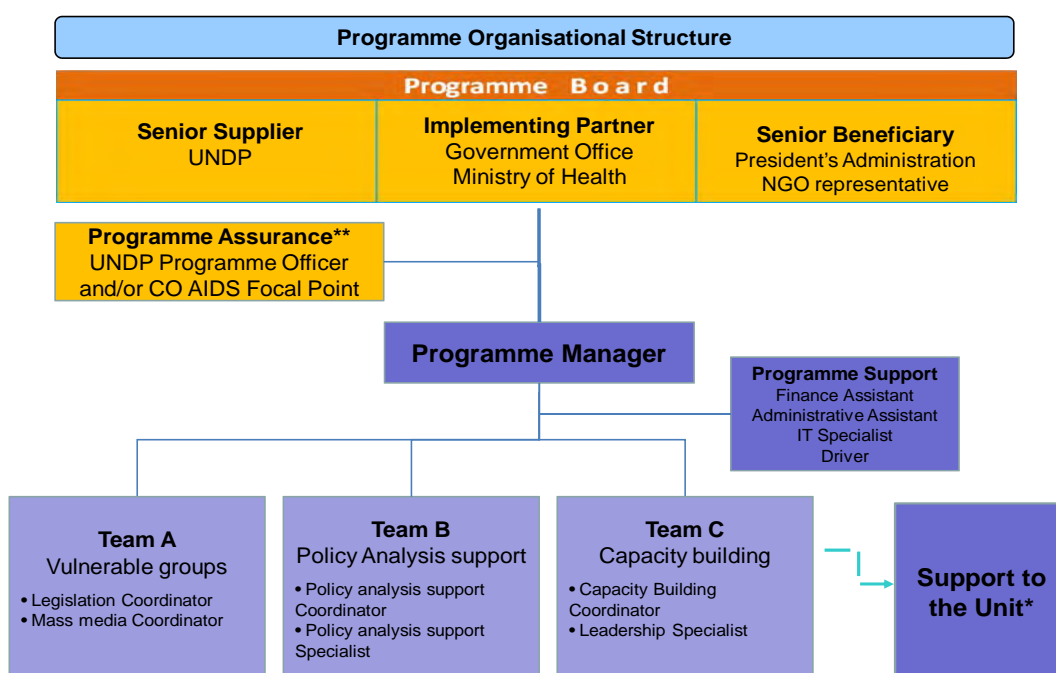 Programme Organisational Structure
Programme Board
Senior Supplier
UNDP
Implementing Partner
Government Office
Ministry of Health
Senior Beneficiary
President's Administration
NGO representative
Programme Assurance**
UNDP Programme Officer
and/or CO AIDS Focal Point
Programme Manager
Programme Support
Finance Assistant
Administrative Assistant
IT Specialist
Driver
Team A
Vulnerable groups
• Legislation Coordinator
• Mass media Coordinator
Team B
Policy Analysis support
• Policy analysis support
Coordinator
• Policy analysis support
Specialist
Team C
Capacity building
• Capacity Building
Coordinator
• Leadership Specialist
Support to
the Unit*